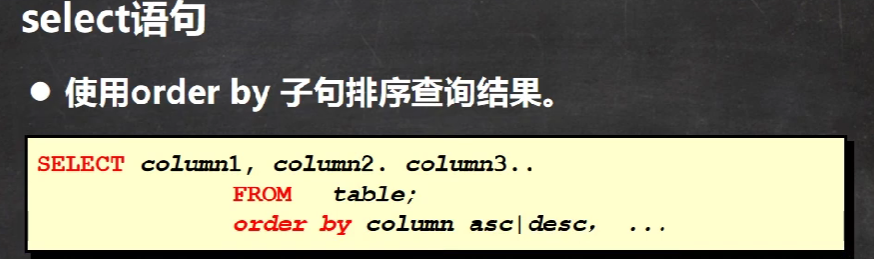 select语句
● 使用order by 子句排序查询结果。
SELECT column1, column2. column3..
FROM table;
order by column asc|desc， ...